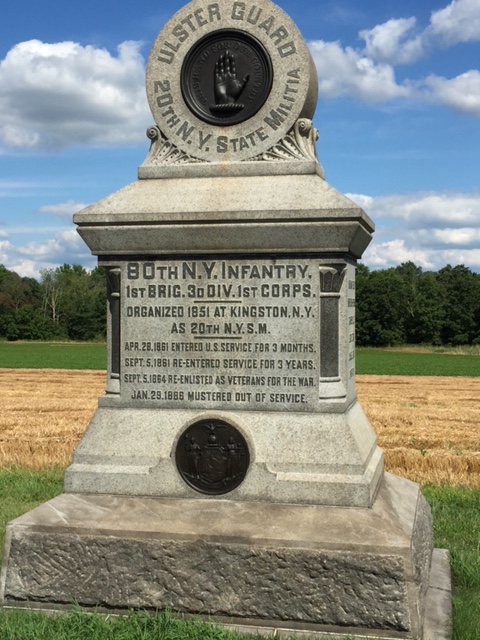 ULSTER GUARD
20TH N.Y. STATE MILITIA
80TH N.Y. INFANTRY.
1ST BRIG. 3D DIV. 1ST CORPS.
ORGANIZED 1851 AT KINGSTON, N.Y.
AS 20TH N.Y.S.M.
APR. 28, 1861 ENTERED U.S. SERVICE FOR 3 MONTHS.
SEPT. 5, 1861 RE-ENTERED SERVICE FOR 3 YEARS.
SEPT. 5, 1864 RE-ENLISTED AS VETERANS FOR THE WAR.
JAN. 29, 1866 MUSTERED OUT OF SERVICE.